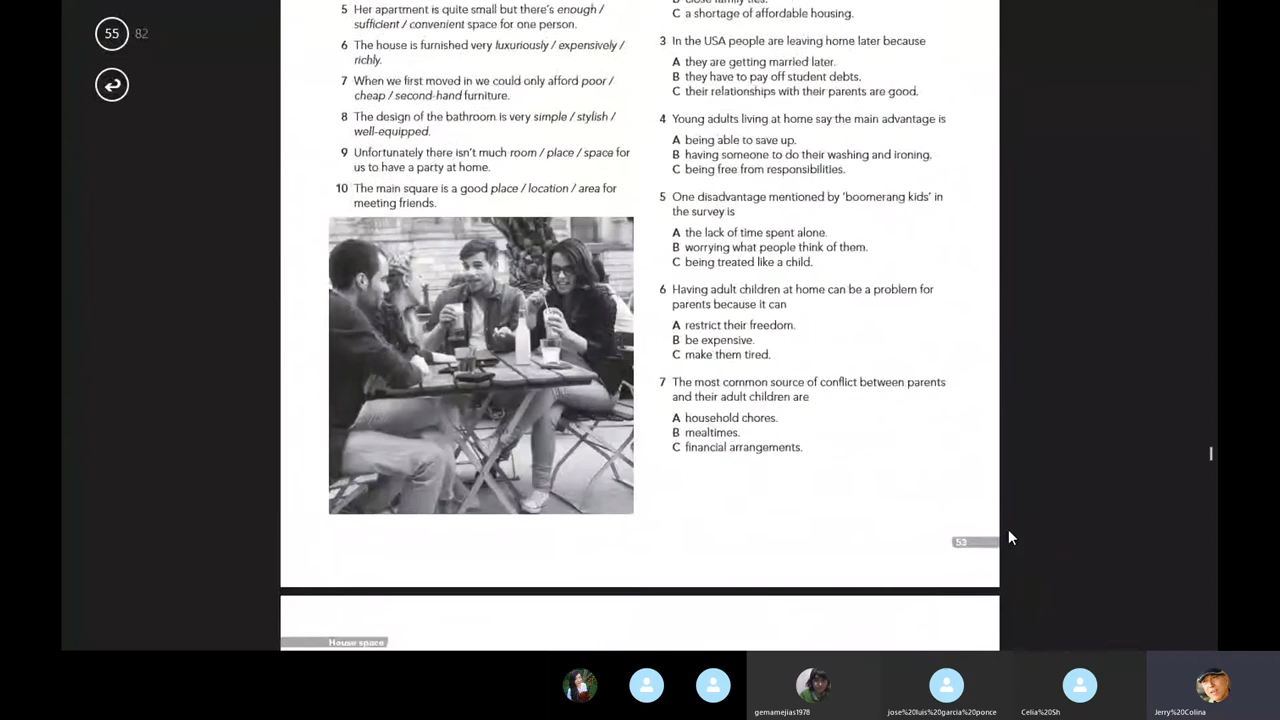 55 82
5 Her apartment is quite small but there's enough /
sufficient / convenient space for one person.
6 The house is furnished very luxuriously / expensively /
richly.
7 When we first moved in we could only afford poor /
cheap / second-hand furniture.
8 The design of the bathroom is very simple / stylish /
well-equipped.
9 Unfortunately there isn't much room / place / space for
us to have a party at home.
10 The main square is a good place / location / area for
meeting friends.
B close family ties.
C a shortage of affordable housing.
3 In the USA people are leaving home later because
A they are getting married later.
B they have to pay off student debts.
C their relationships with their parents are good.
4 Young adults living at home say the main advantage is
A being able to save up.
B having someone to do their washing and ironing.
C being free from responsibilities.
5 One disadvantage mentioned by 'boomerang kids' in
the survey is
A the lack of time spent alone.
B worrying what people think of them.
C being treated like a child.
6 Having adult children at home can be a problem for
parents because it can
A restrict their freedom.
B be expensive.
C make them tired.
7 The most common source of conflict between parents
and their adult children are
A household chores.
B mealtimes.
C financial arrangements.
53
House space
gemamejias1978
jose%20luis%20garcia%20ponce
Celia%20Sh
Jerry%20Colina